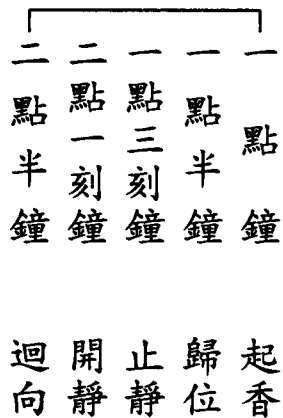 一點鐘 起香
一點半鐘 歸位
一點三刻鐘 止靜
二點一刻鐘 開靜
二點半鐘 迴向